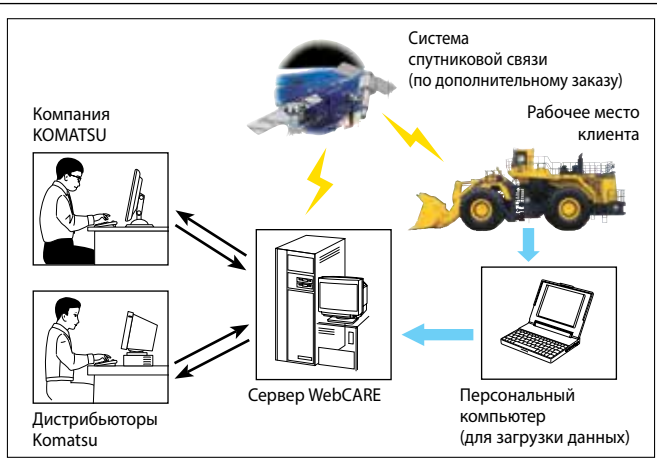 Система
спутниковой связи
(по дополнительному заказу)
Компания
KOMATSU
Рабочее место
клиента
Сервер WebCARE
Дистрибьюторы
Komatsu
Персональный
компьютер
(для загрузки данных)